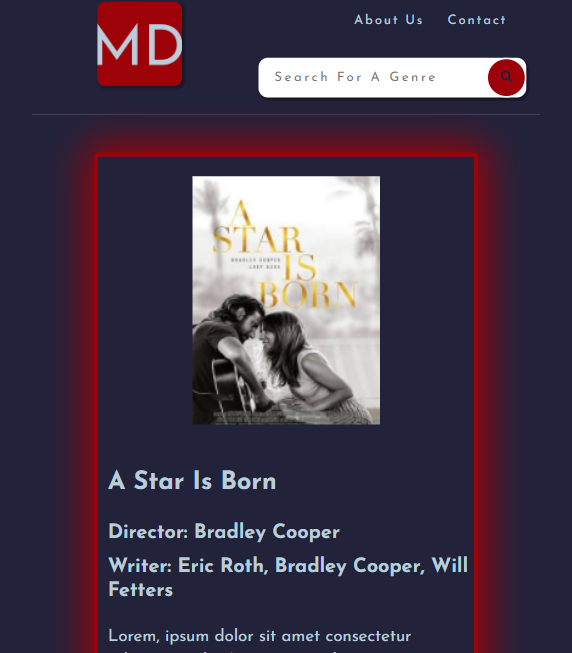 MD
About Us Contact
Search For A Genre
A
STAR
BRADLEY COOPER
LADY GAGA
IS
BORN
A Star Is Born
Director: Bradley Cooper
Writer: Eric Roth, Bradley Cooper, Will
Fetters
Lorem, ipsum dolor sit amet consectetur